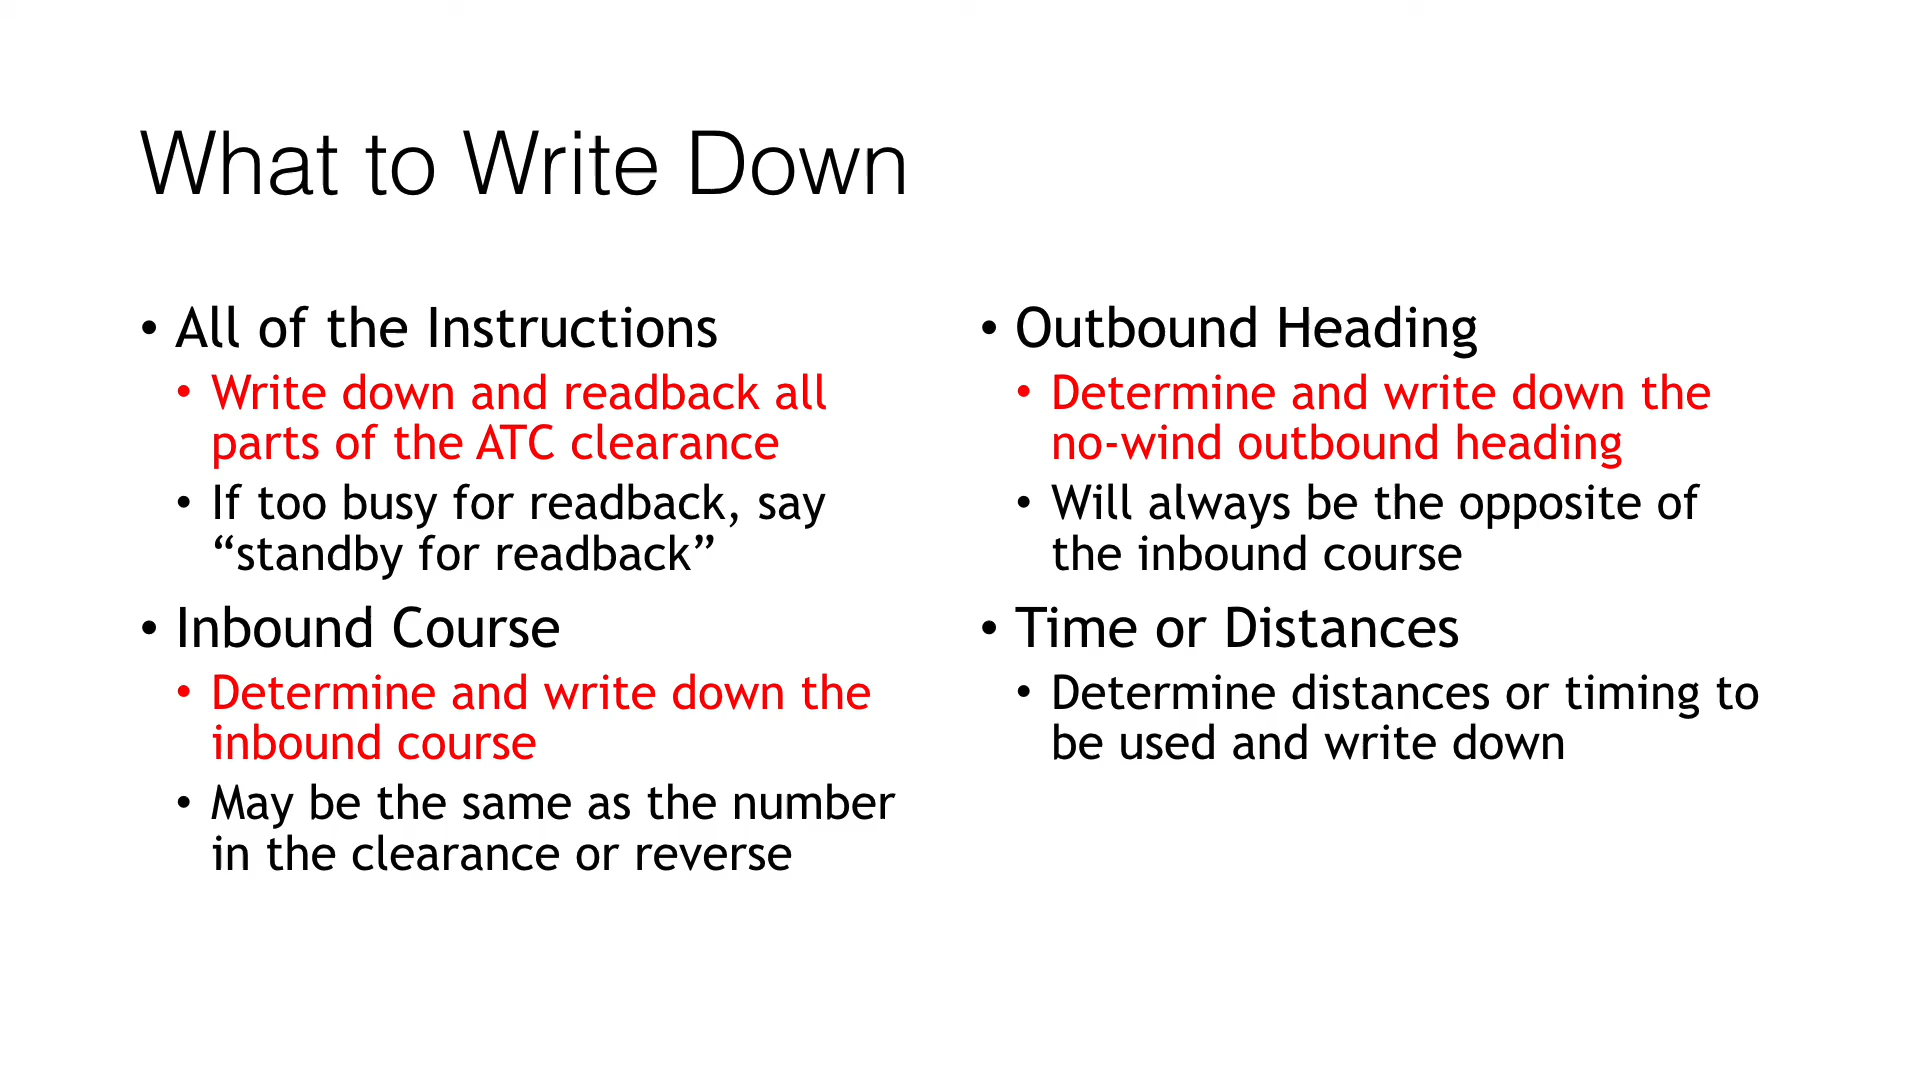 What to Write Down
• All of the Instructions
• Write down and readback all
parts of the ATC clearance
• If too busy for readback, say
“standby for readback”
• Inbound Course
• Determine and write down the
inbound course
• May be the same as the number
in the clearance or reverse
• Outbound Heading
• Determine and write down the
no-wind outbound heading
• Will always be the opposite of
the inbound course
• Time or Distances
• Determine distances or timing to
be used and write down